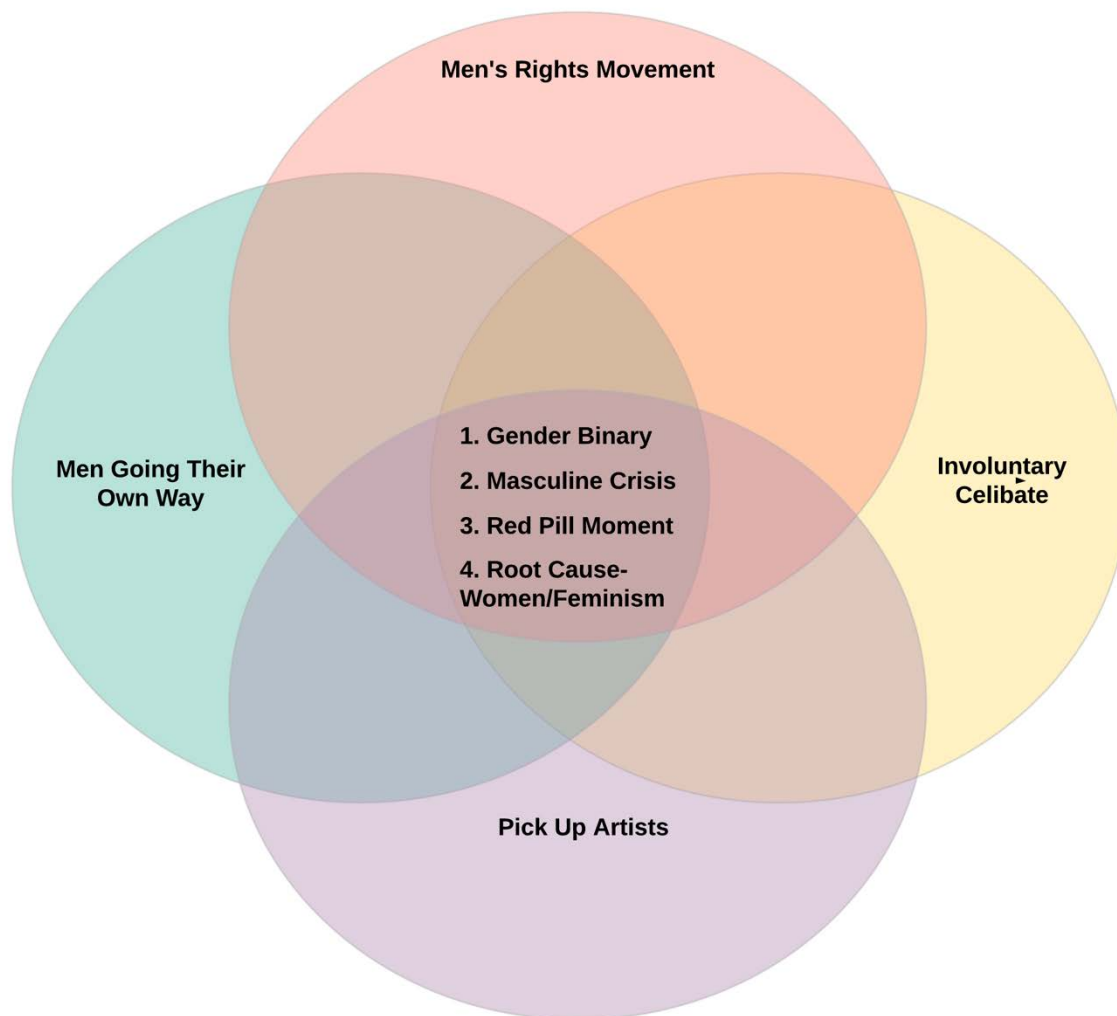 Men's Rights Movement
1. Gender Binary
2. Masculine Crisis
3. Red Pill Moment
4. Root Cause-
Women/Feminism
Men Going Their
Own Way
Involuntary
Celibate
Pick Up Artists